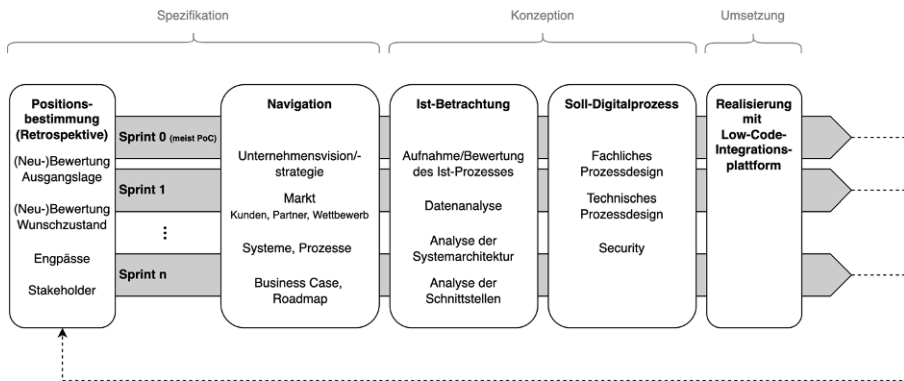 Spezifikation
Konzeption
Umsetzung
Positions-
bestimmung
(Retrospektive)
(Neu-)Bewertung
Ausgangslage
(Neu-)Bewertung
Wunschzustand
Engpässe
Stakeholder
Sprint 0 (meist PoC)
Sprint 1
...
Sprint n
Navigation
Unternehmensvision/-
strategie
Markt
Kunden, Partner, Wettbewerb
Systeme, Prozesse
Business Case,
Roadmap
Ist-Betrachtung
Aufnahme/Bewertung
des Ist-Prozesses
Datenanalyse
Analyse der
Systemarchitektur
Analyse der
Schnittstellen
Soll-Digitalprozess
Fachliches
Prozessdesign
Technisches
Prozessdesign
Security
Realisierung
mit
Low-Code-
Integrations-
plattform